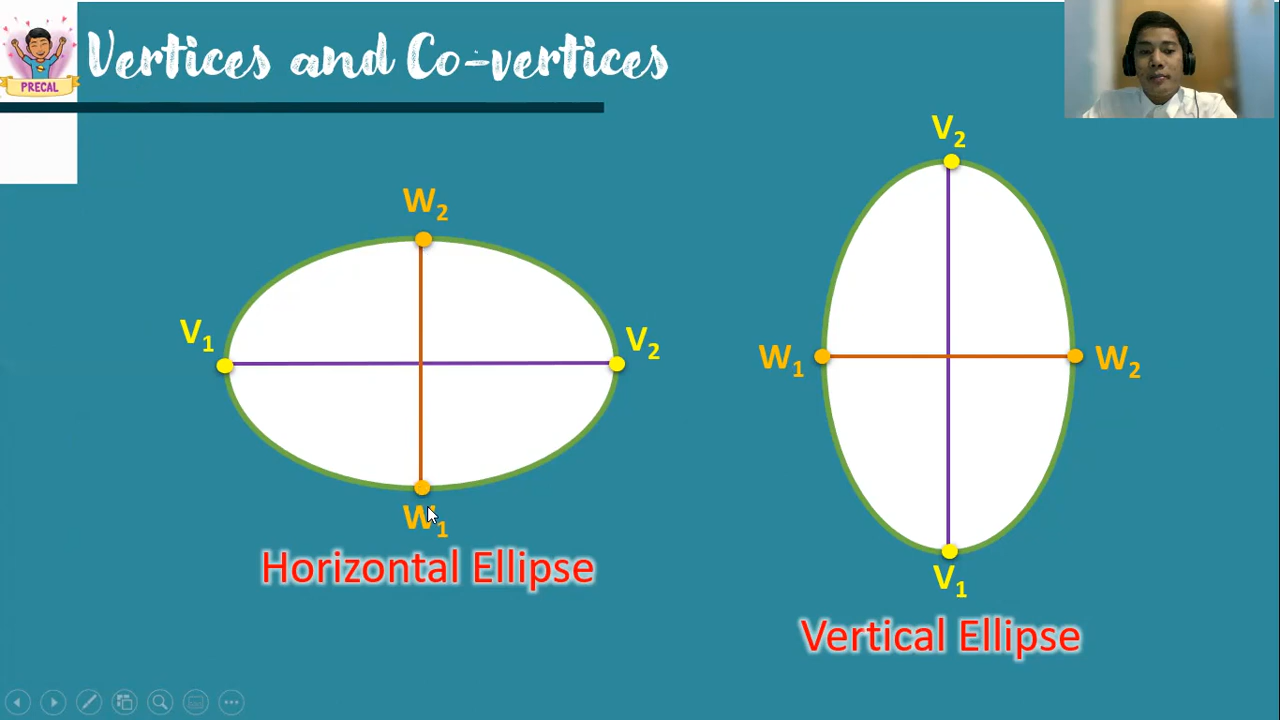 Vertices and Co-vertices
PRECAL
V2
W2
V1
V2
W1
W2
W1
Horizontal Ellipse
V1
Vertical Ellipse